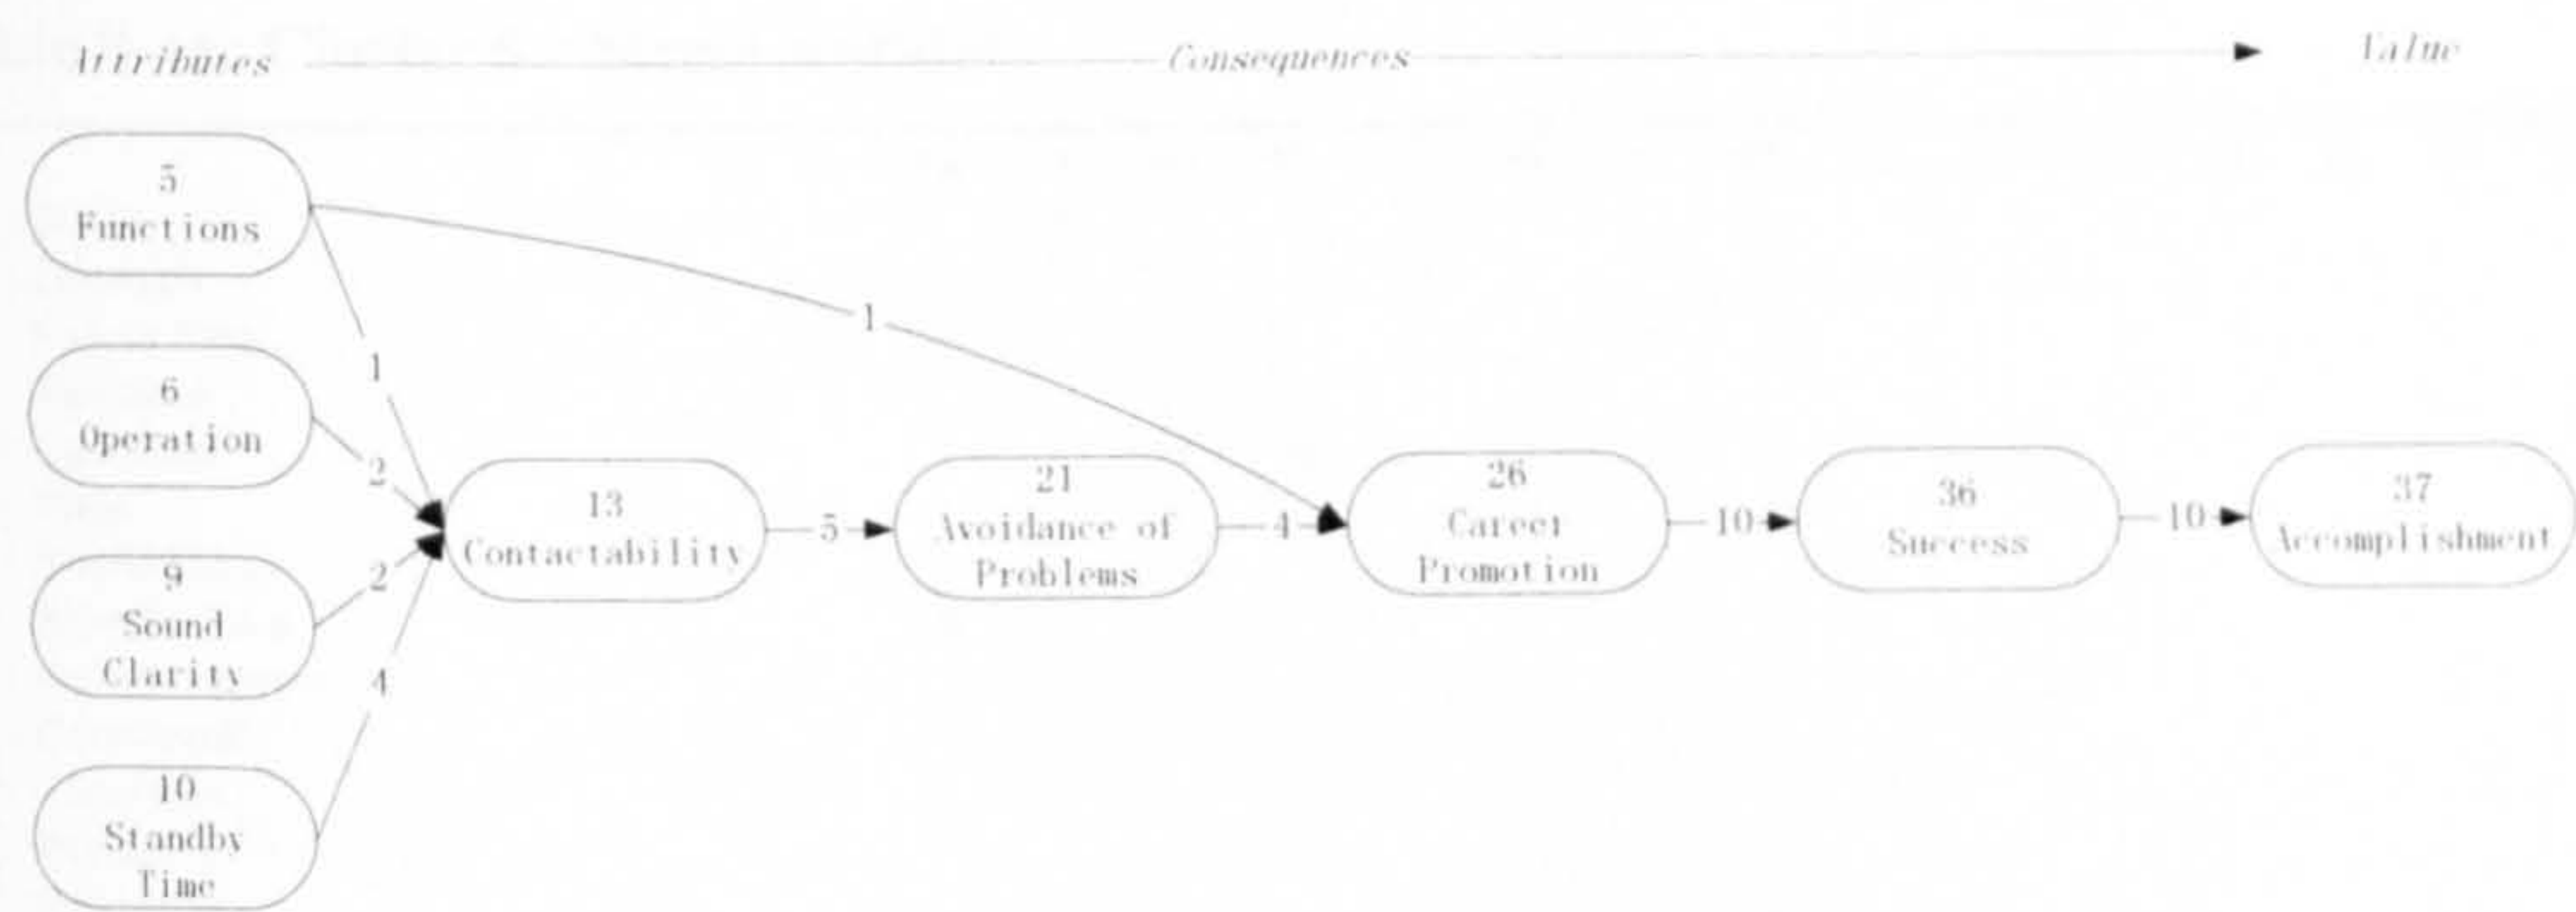 Attributes Consequences Value
5
Functions
1
1
6
Operation
2
13
Contactability
5
21
Avoidance of
Problems
4
26
Career
Promotion
10
36
Success
10
37
Accomplishment
9
Sound
Clarity
2
4
10
Standby
Time